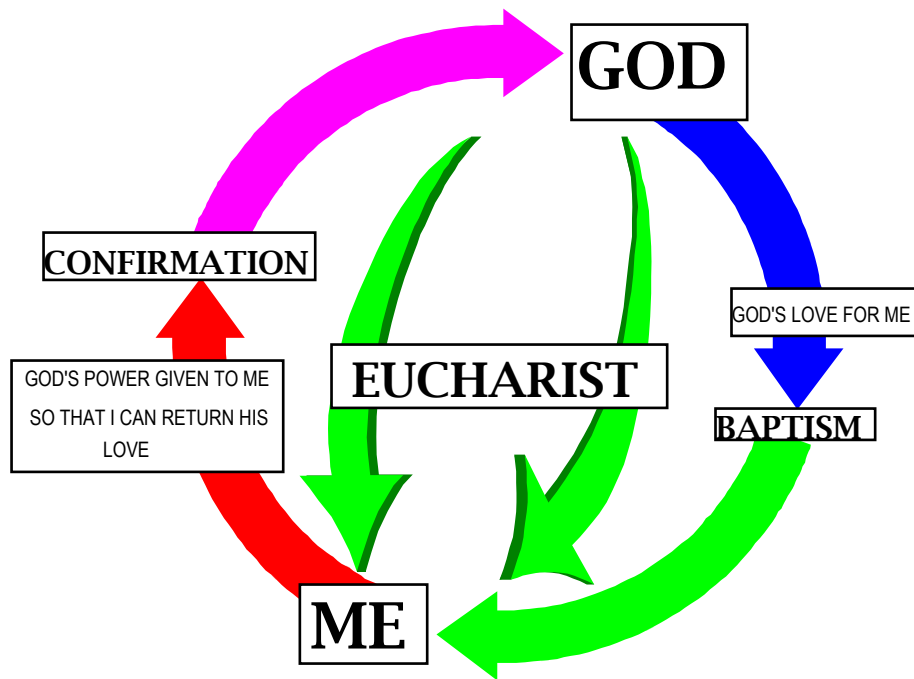 GOD
CONFIRMATION
GOD'S LOVE FOR ME
EUCHARIST
GOD'S POWER GIVEN TO ME
SO THAT I CAN RETURN HIS
LOVE
BAPTISM
ME